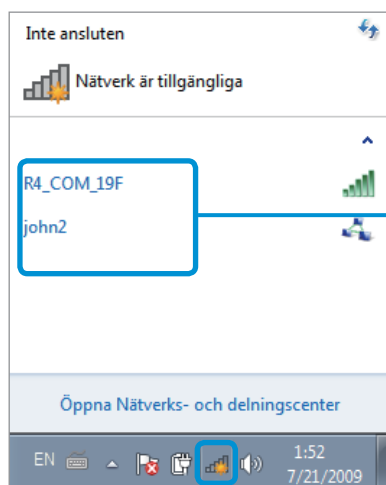 Inte ansluten
Nätverk är tillgängliga
R4_COM_19F
john2
Öppna Nätverks- och delningscenter
EN
1:52
7/21/2009